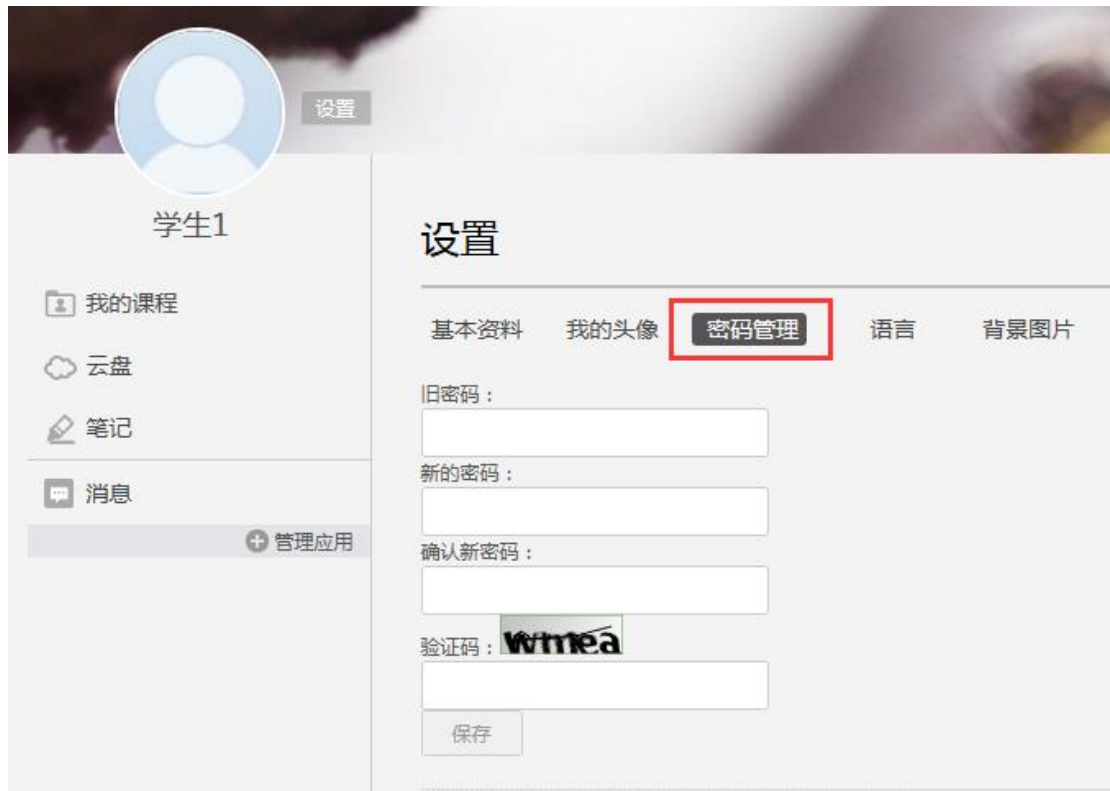 设置
学生1
我的课程
云盘
笔记
消息
管理应用
设置
基本资料 我的头像 密码管理 语言 背景图片
旧密码：
新的密码：
确认新密码：
验证码： wmea
保存